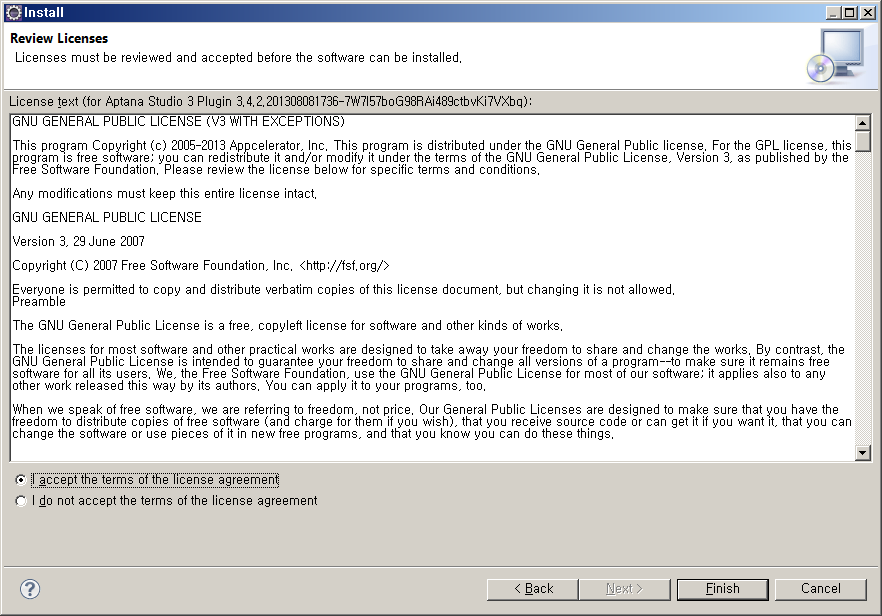 Install
Review Licenses
Licenses must be reviewed and accepted before the software can be installed.
License text (for Aptana Studio 3 Plugin 3.4.2.201308081736-7W7I57boG98RAi489ctbvKi7VXbq):
GNU GENERAL PUBLIC LICENSE (V3 WITH EXCEPTIONS)
This program Copyright (c) 2005-2013 Appcelerator, Inc. This program is distributed under the GNU General Public license. For the GPL license, this
program is free software; you can redistribute it and/or modify it under the terms of the GNU General Public License, Version 3, as published by the
Free Software Foundation. Please review the license below for specific terms and conditions.
Any modifications must keep this entire license intact.
GNU GENERAL PUBLIC LICENSE
Version 3, 29 June 2007
Copyright (C) 2007 Free Software Foundation, Inc. <http://fsf.org/>
Everyone is permitted to copy and distribute verbatim copies of this license document, but changing it is not allowed.
Preamble
The GNU General Public License is a free, copyleft license for software and other kinds of works.
The licenses for most software and other practical works are designed to take away your freedom to share and change the works. By contrast, the
GNU General Public License is intended to guarantee your freedom to share and change all versions of a program--to make sure it remains free
software for all its users. We, the Free Software Foundation, use the GNU General Public License for most of our software; it applies also to any
other work released this way by its authors. You can apply it to your programs, too.
When we speak of free software, we are referring to freedom, not price. Our General Public Licenses are designed to make sure that you have the
freedom to distribute copies of free software (and charge for them if you wish), that you receive source code or can get it if you want it, that you can
change the software or use pieces of it in new free programs, and that you know you can do these things.
I accept the terms of the license agreement
I do not accept the terms of the license agreement
?
< Back
Next >
Finish
Cancel